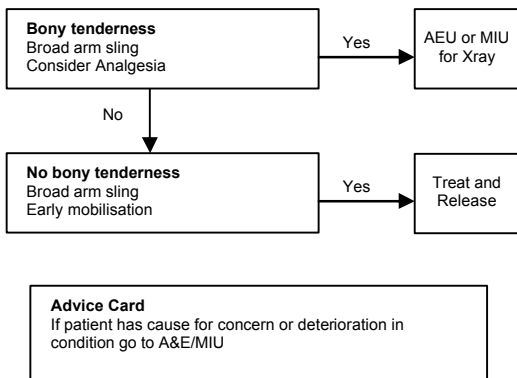 Bony tenderness
Broad arm sling
Consider Analgesia
Yes
AEU or MIU
for Xray
No
No bony tenderness
Broad arm sling
Early mobilisation
Yes
Treat and
Release
Advice Card
If patient has cause for concern or deterioration in
condition go to A&E/MIU